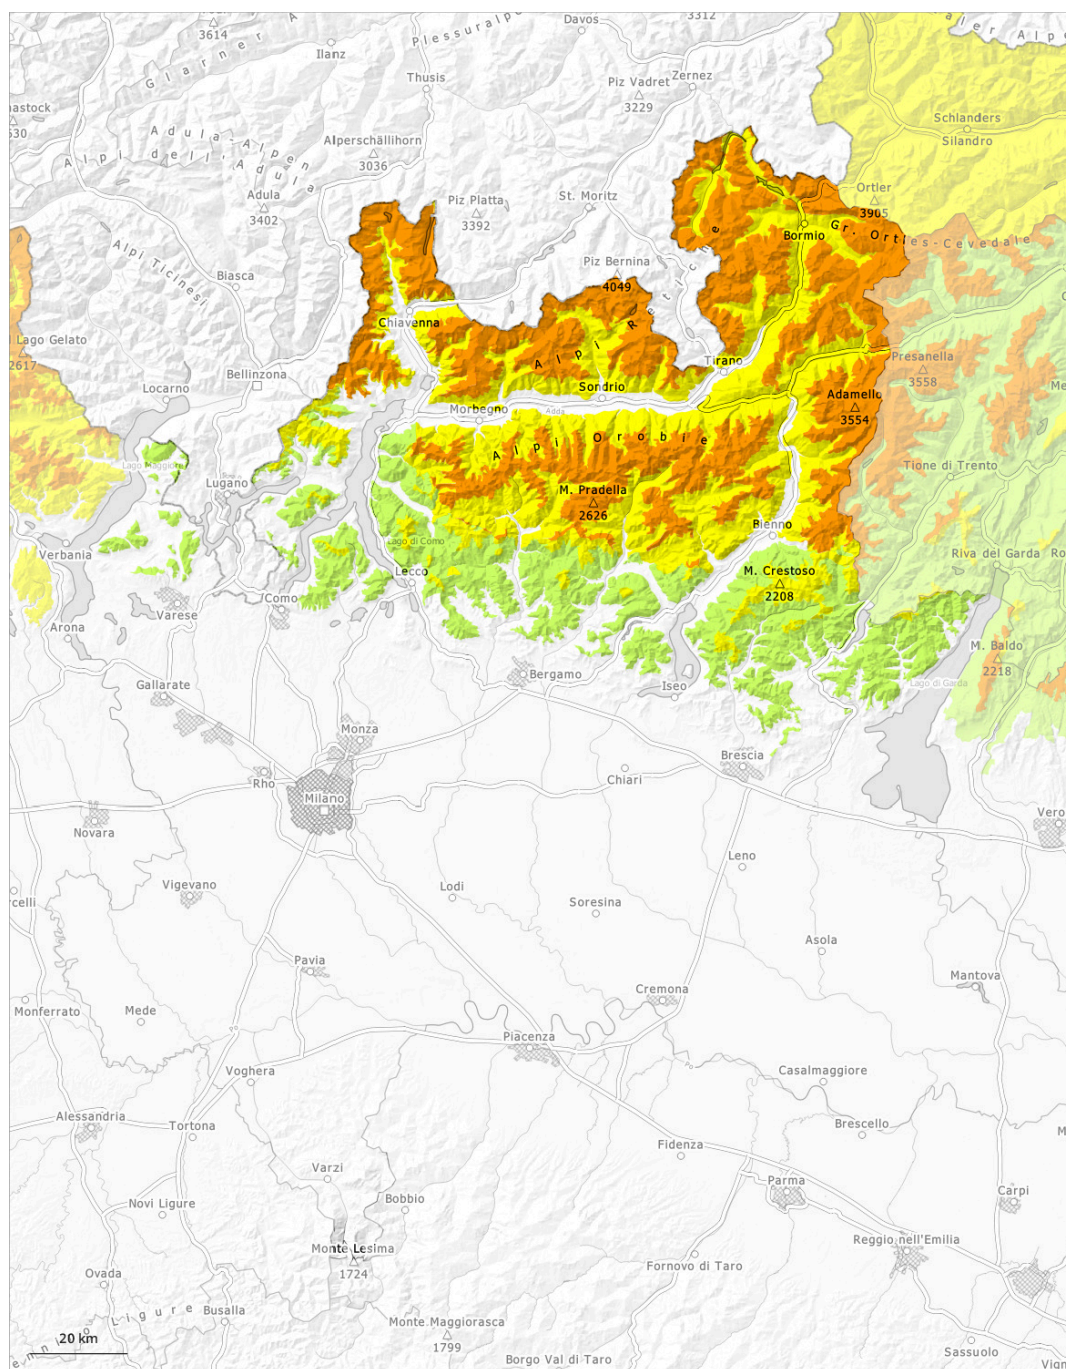 3614
Davos
3312
Plessuralpe
Ilanz
Glarner
Thusis
Piz Vadret
3229
Zernez
Schlanders
Silandro
Adula-Alpen
Alpi dell'Adula
Alperschällihorn
3036
Adula
3402
Piz Platta
3392
St. Moritz
Ortler
3905
Bormio
Gr. Ortles-Cevedale
Alpi Ticinesi
Biasca
Piz Bernina
4049
Chiavenna
Alpi Retiche
Lago Gelato
2617
Bellinzona
Locarno
Tirano
Sondrio
Presanella
3558
Adamello
3554
Morbegno
Adda
Alpi Orobie
Lago Maggiore
Lugano
Tione di Trento
M. Pradella
2626
Bienno
Verbania
Lago di Como
Riva del Garda
Lecco
M. Crestoso
2208
Como
Varese
Arona
M. Baldo
2218
Bergamo
Iseo
Lago di Garda
Gallarate
Monza
Brescia
Chiari
Rho
Milano
Novara
Vero
Leno
Vigevano
Lodi
Soresina
rcelli
Asola
Pavia
Mantova
Cremona
Monferrato
Mede
Piacenza
Po
Po
Voghera
Casalmaggiore
Alessandria
Tortona
Brescello
Fidenza
Varzi
Parma
Carpi
Bobbio
Novi Ligure
Monte Lesima
1724
Reggio nell'Emilia
Fornovo di Taro
Ovada
Ligure
Busalla
Monte Maggiorasca
1799
20 km
Sassuolo
Borgo Val di Taro
Vign